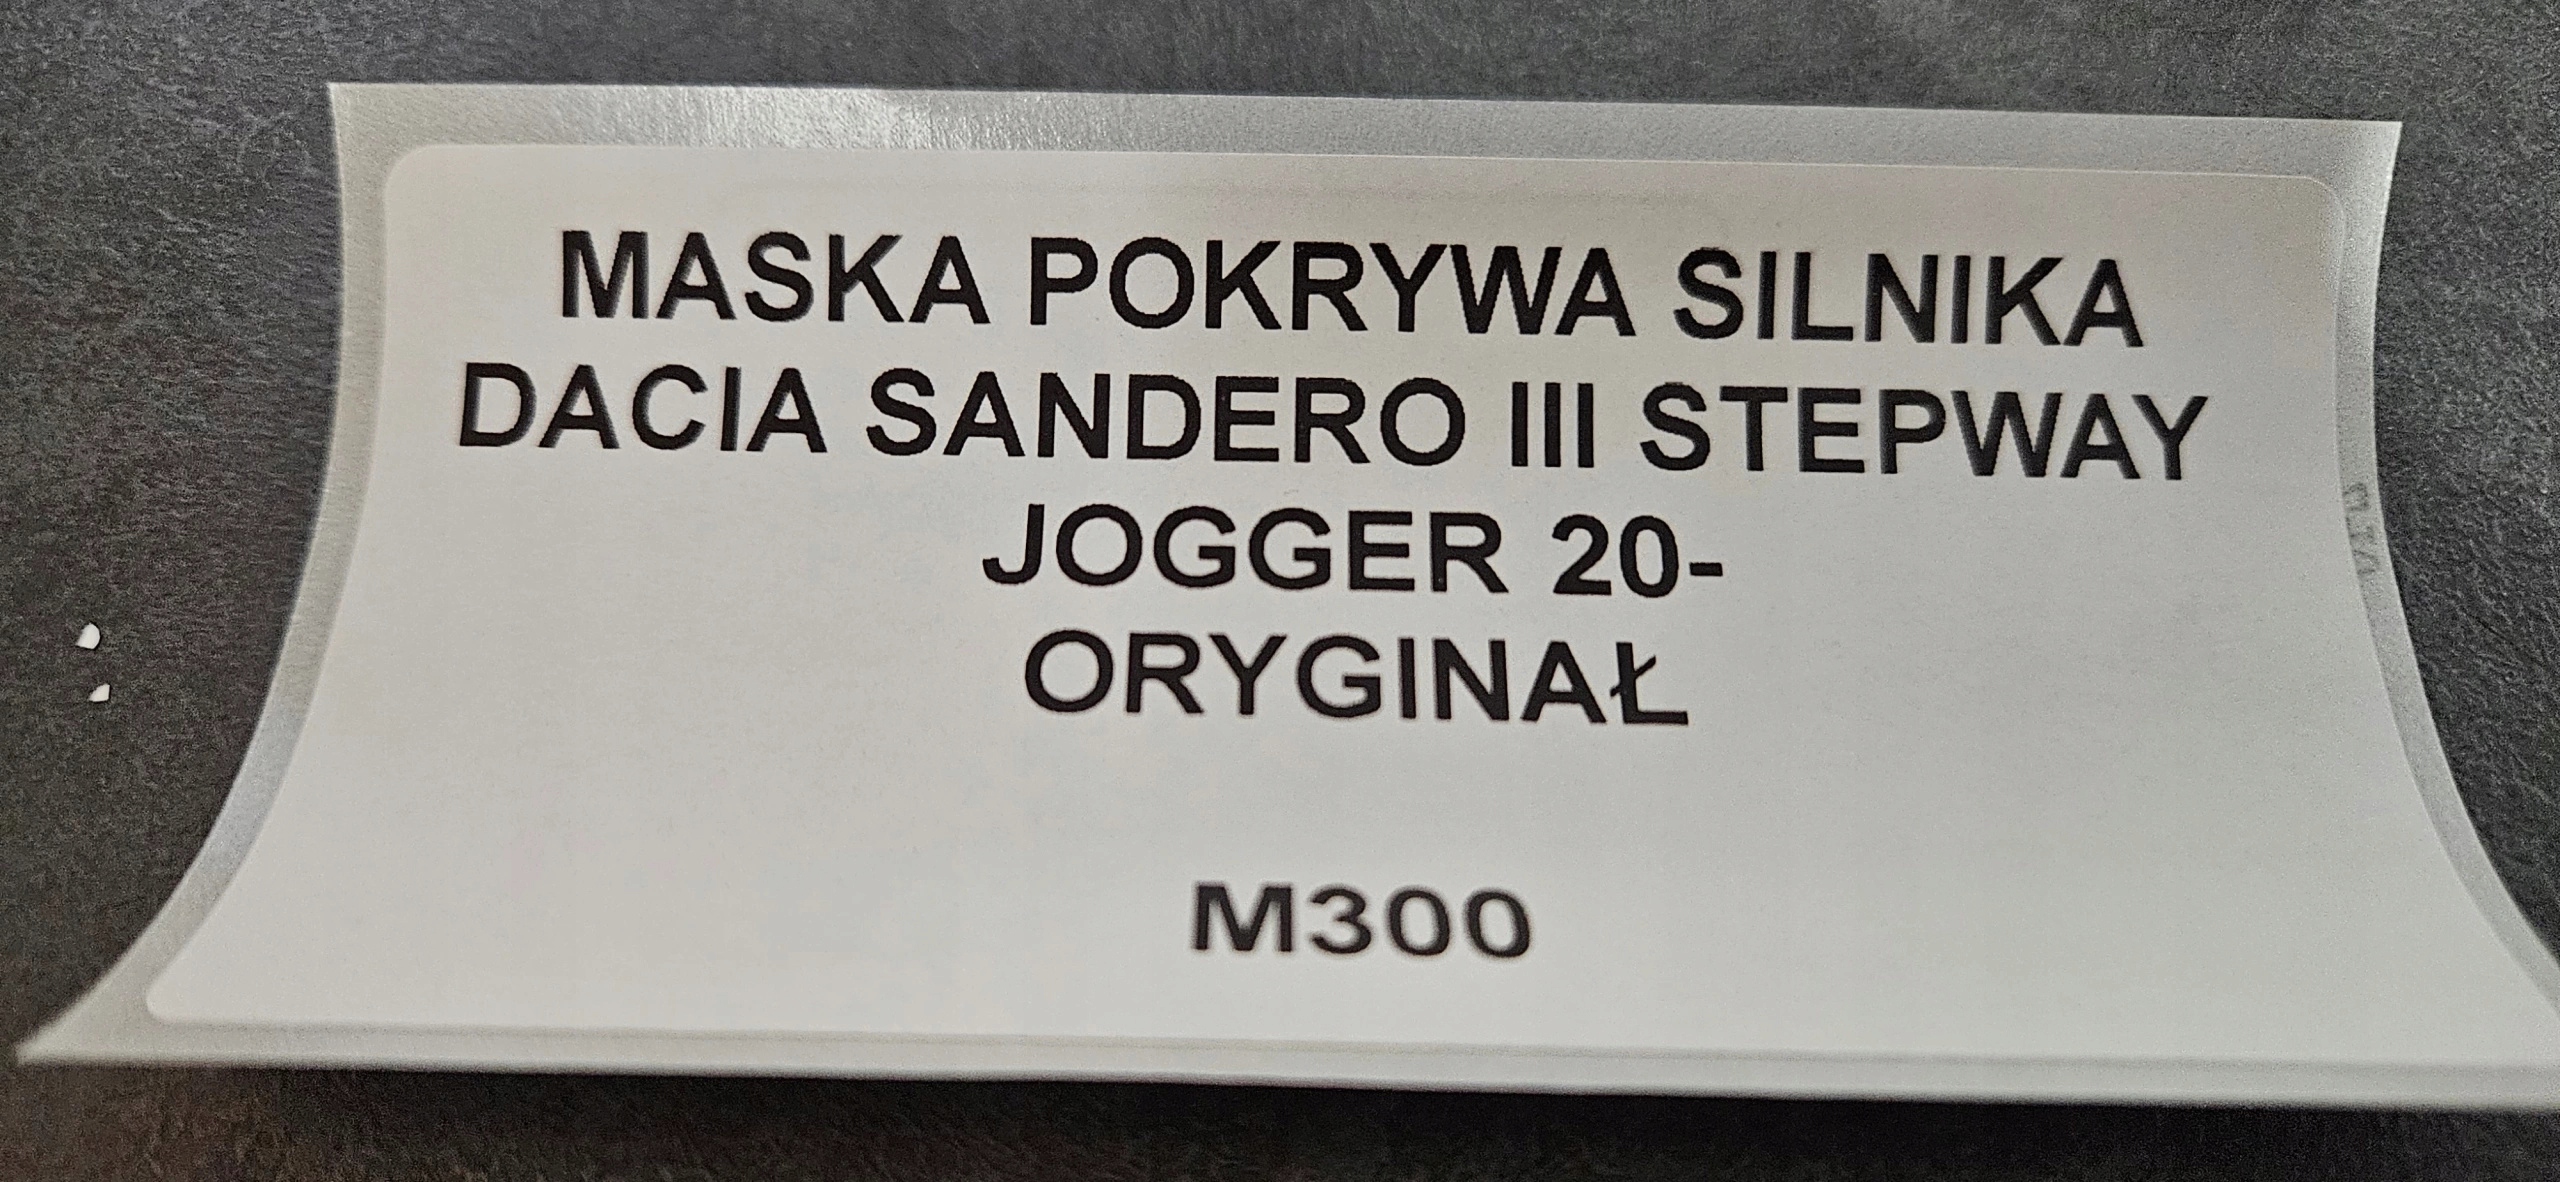 MASKA POKRYWA SILNIKA
DACIA SANDERO III STEPWAY
JOGGER 20-
ORYGINAŁ
M300